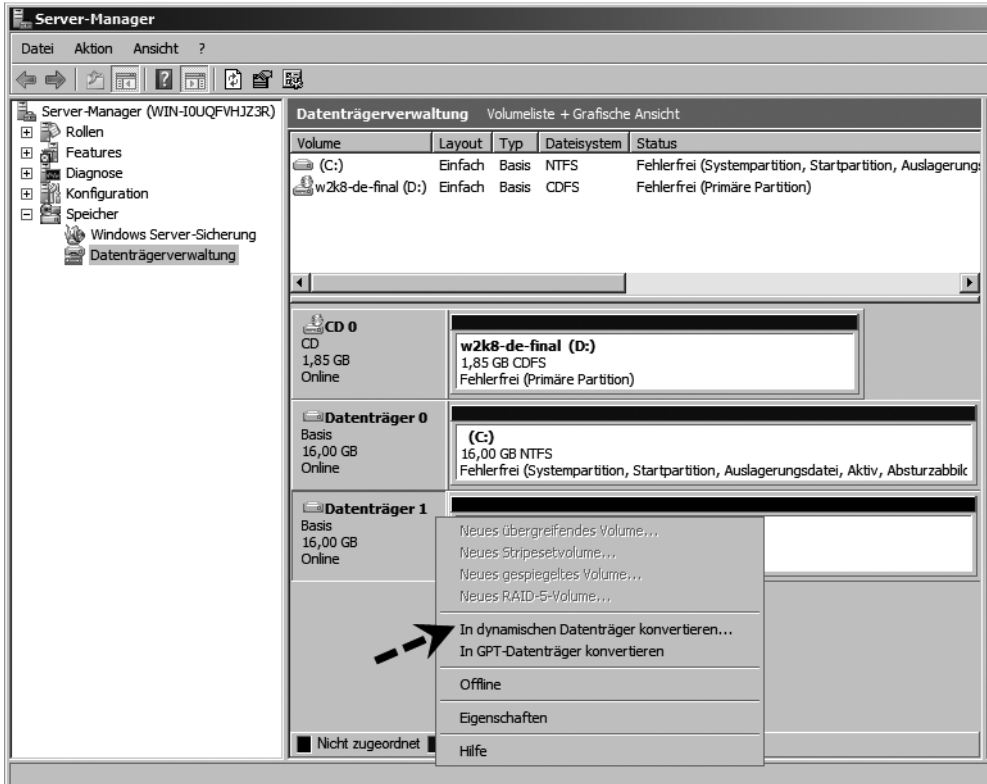 Server-Manager
Datei Aktion Ansicht ?
Server-Manager (WIN-I0UQFVHJZ3R)
Rollen
Features
Diagnose
Konfiguration
Speicher
Windows Server-Sicherung
Datenträgerverwaltung
Datenträgerverwaltung Volumeliste + Grafische Ansicht
Volume Layout Typ Dateisystem Status
(C:) Einfach Basis NTFS Fehlerfrei (Systempartition, Startpartition, Auslagerungs
w2k8-de-final (D:) Einfach Basis CDFS Fehlerfrei (Primäre Partition)
CD 0
CD
1,85 GB
Online
w2k8-de-final (D:)
1,85 GB CDFS
Fehlerfrei (Primäre Partition)
Datenträger 0
Basis
16,00 GB
Online
(C:)
16,00 GB NTFS
Fehlerfrei (Systempartition, Startpartition, Auslagerungsdatei, Aktiv, Absturzabbilc
Datenträger 1
Basis
16,00 GB
Online
Neues übergreifendes Volume...
Neues Stripesetvolume...
Neues gespiegeltes Volume...
Neues RAID-5-Volume...
In dynamischen Datenträger konvertieren...
In GPT-Datenträger konvertieren
Offline
Eigenschaften
Hilfe
Nicht zugeordnet